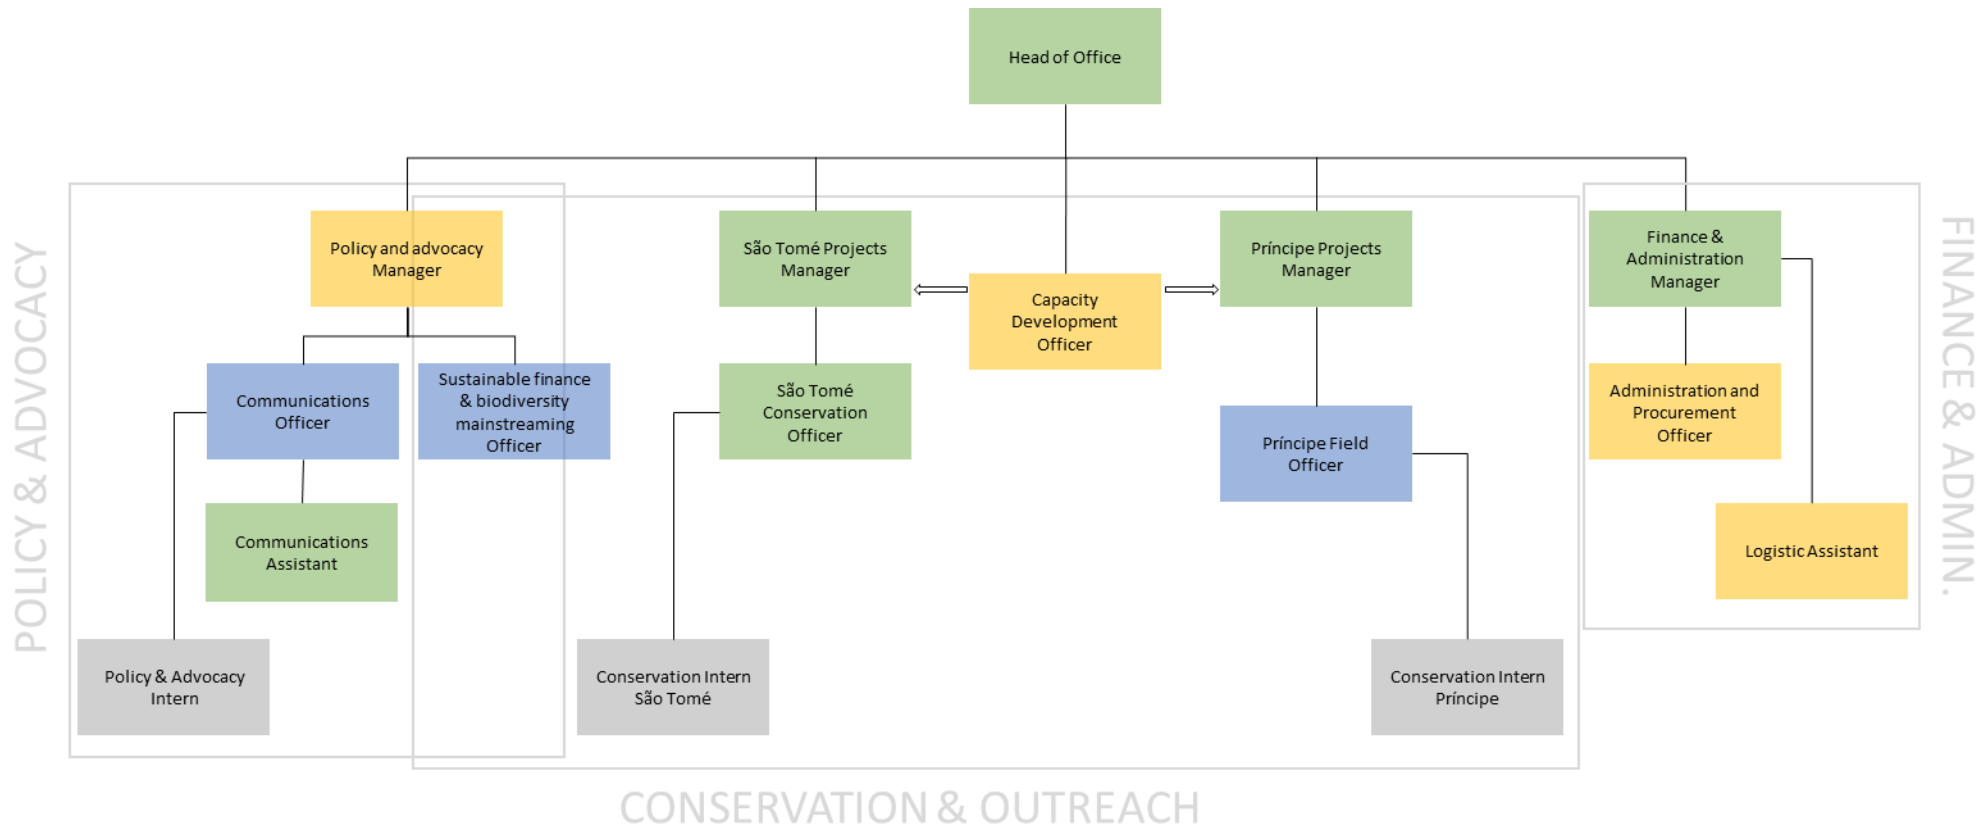 Head of Office
POLICY & ADVOCACY
Policy and advocacy
Manager
São Tomé Projects
Manager
Capacity
Development
Officer
Príncipe Projects
Manager
Finance &
Administration
Manager
FINANCE & ADMIN.
Communications
Officer
Sustainable finance
& biodiversity
mainstreaming
Officer
São Tomé
Conservation
Officer
Príncipe Field
Officer
Administration and
Procurement
Officer
Communications
Assistant
Logistic Assistant
Policy & Advocacy
Intern
Conservation Intern
São Tomé
Conservation Intern
Príncipe
CONSERVATION & OUTREACH